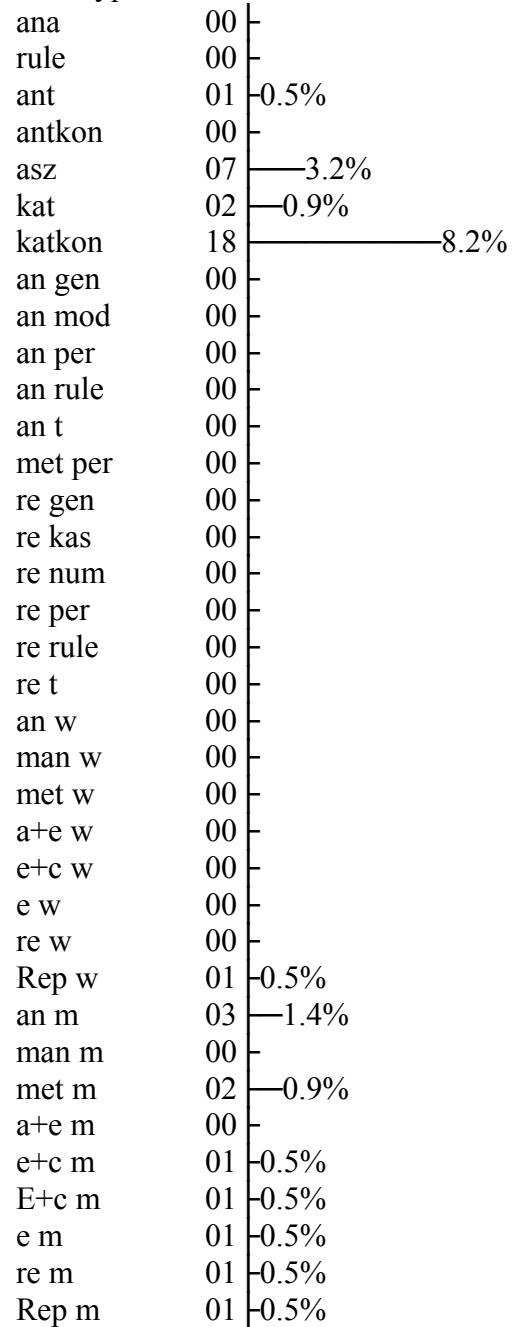 ana 00
rule 00
ant 01 0.5%
antkon 00
asz 07 3.2%
kat 02 0.9%
katkon 18 8.2%
an gen 00
an mod 00
an per 00
an rule 00
an t 00
met per 00
re gen 00
re kas 00
re num 00
re per 00
re rule 00
re t 00
an w 00
man w 00
met w 00
a+e w 00
e+c w 00
e w 00
re w 00
Rep w 01 0.5%
an m 03 1.4%
man m 00
met m 02 0.9%
a+e m 00
e+c m 01 0.5%
E+c m 01 0.5%
e m 01 0.5%
re m 01 0.5%
Rep m 01 0.5%